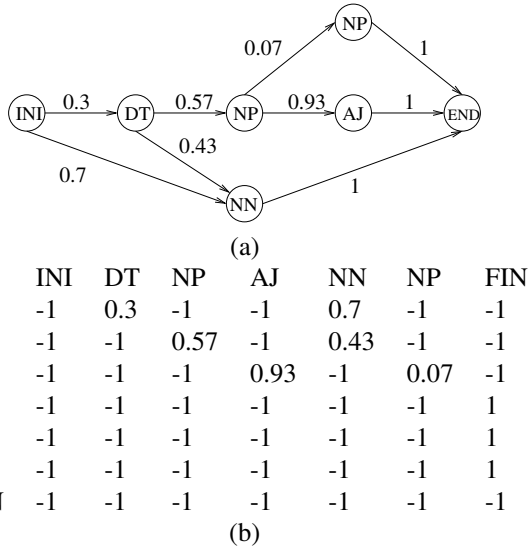 NP
0.07
1
INI
0.3
DT
0.57
NP
0.93
AJ
1
END
0.43
0.7
NN
1
(a)
INI DT NP AJ NN NP FIN
-1 0.3 -1 -1 0.7 -1 -1
-1 -1 0.57 -1 0.43 -1 -1
-1 -1 -1 0.93 -1 0.07 -1
-1 -1 -1 -1 -1 -1 1
-1 -1 -1 -1 -1 -1 1
-1 -1 -1 -1 -1 -1 1
-1 -1 -1 -1 -1 -1 -1
(b)